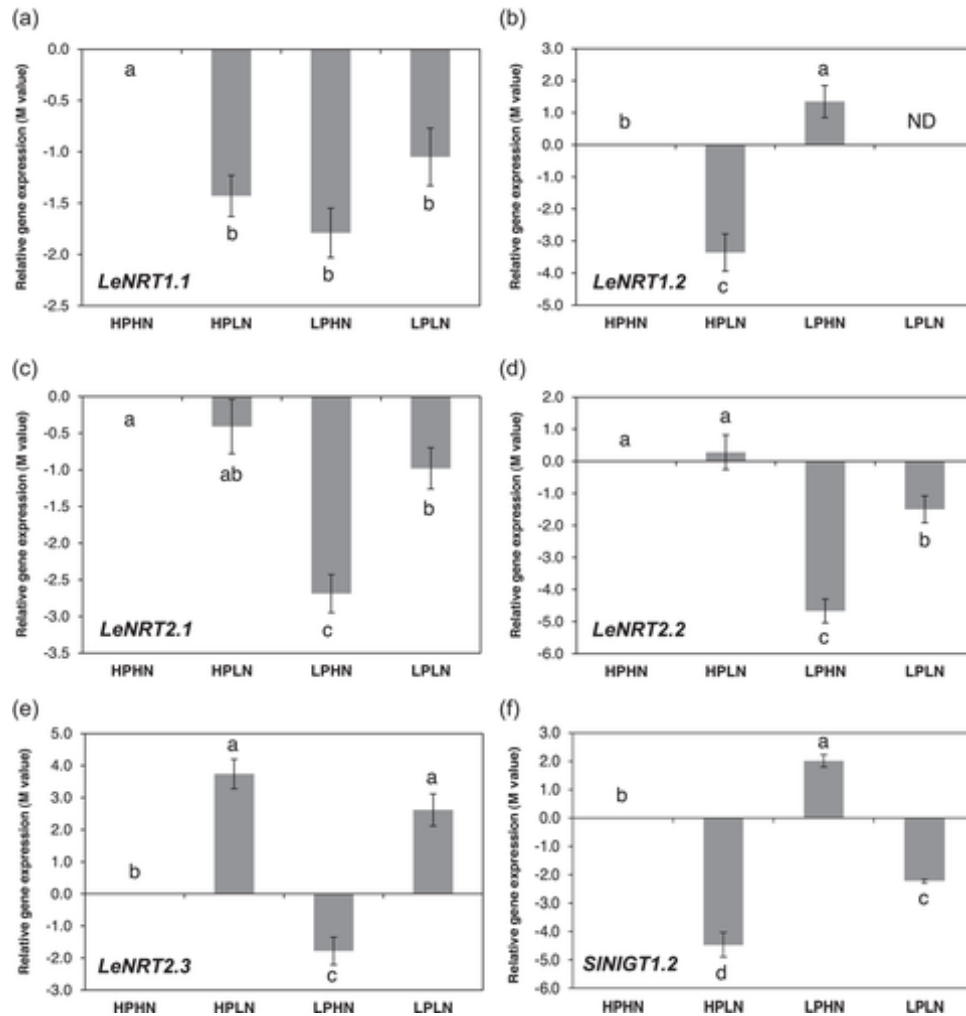 (a)
Relative gene expression (M value)
0.0
-0.5
-1.0
-1.5
-2.0
-2.5
a
b
b
b
LeNRT1.1
HPHN HPLN LPHN LPLN
(b)
Relative gene expression (M value)
3.0
2.0
1.0
0.0
-1.0
-2.0
-3.0
-4.0
-5.0
b
c
a
ND
LeNRT1.2
HPHN HPLN LPHN LPLN
(c)
Relative gene expression (M value)
0.0
-0.5
-1.0
-1.5
-2.0
-2.5
-3.0
-3.5
a
ab
c
b
LeNRT2.1
HPHN HPLN LPHN LPLN
(d)
Relative gene expression (M value)
2.0
1.0
0.0
-1.0
-2.0
-3.0
-4.0
-5.0
-6.0
a
a
c
b
LeNRT2.2
HPHN HPLN LPHN LPLN
(e)
Relative gene expression (M value)
5.0
4.0
3.0
2.0
1.0
0.0
-1.0
-2.0
-3.0
b
a
c
a
LeNRT2.3
HPHN HPLN LPHN LPLN
(f)
Relative gene expression (M value)
3.0
2.0
1.0
0.0
-1.0
-2.0
-3.0
-4.0
-5.0
-6.0
b
d
a
c
SlNIGT1.2
HPHN HPLN LPHN LPLN